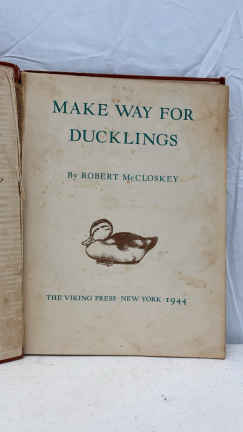 MAKE WAY FOR
DUCKLINGS
By ROBERT McCLOSKEY
THE VIKING PRESS · NEW YORK · 1944